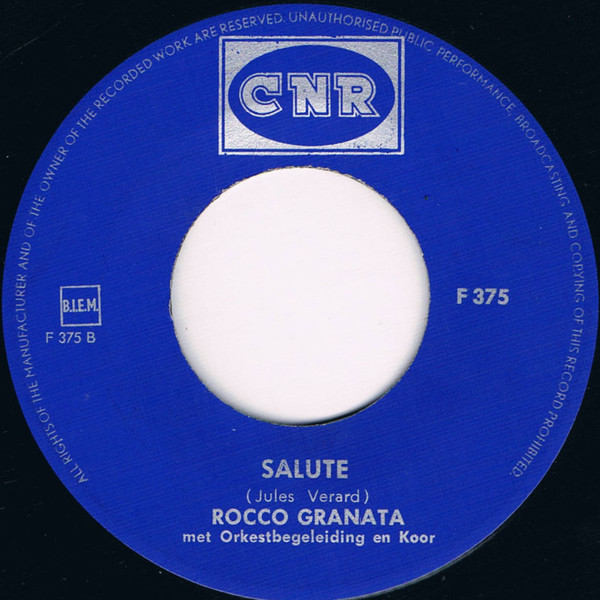 ALL RIGHTS OF THE MANUFACTURER AND OF THE OWNER OF THE RECORDED WORK ARE RESERVED. UNAUTHORISED PUBLIC PERFORMANCE, BROADCASTING AND COPYING OF THIS RECORD PROHIBITED
CNR
B.I.E.M.
F 375 B
F 375
SALUTE
(Jules Verard)
ROCCO GRANATA
met Orkestbegeleiding en Koor